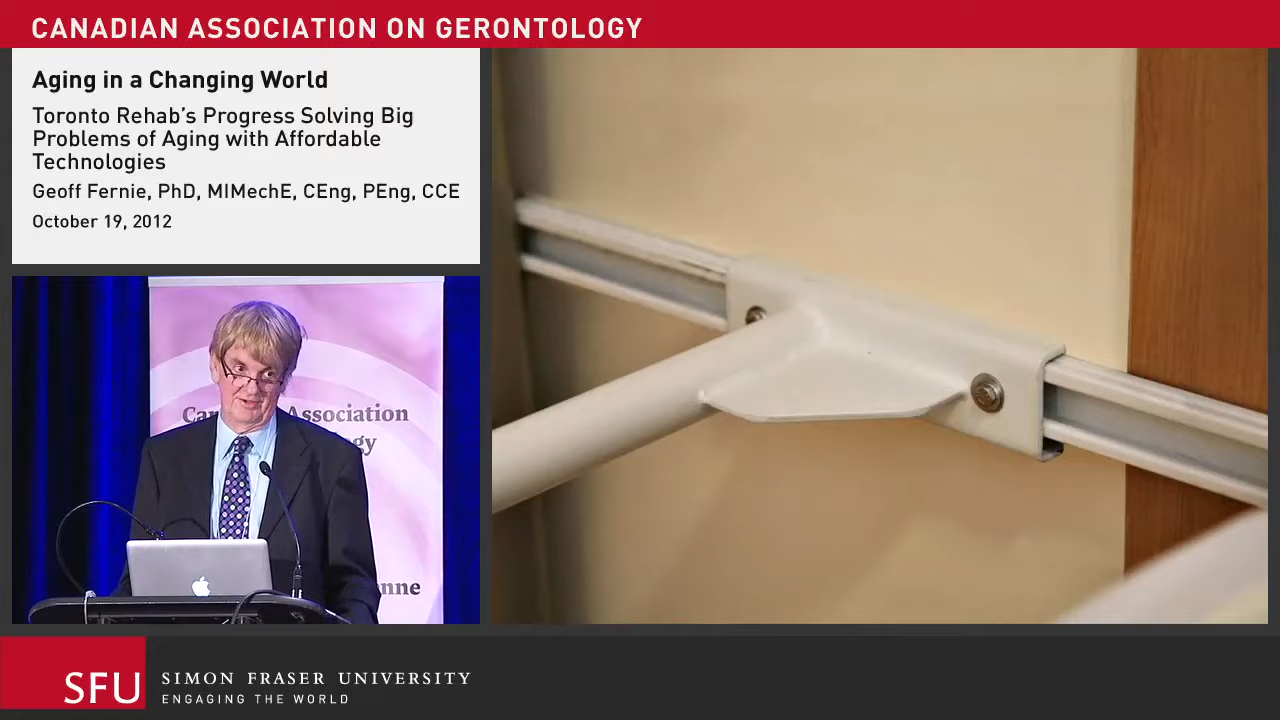 CANADIAN ASSOCIATION ON GERONTOLOGY
Aging in a Changing World
Toronto Rehab's Progress Solving Big
Problems of Aging with Affordable
Technologies
Geoff Fernie, PhD, MIMechE, CEng, PEng, CCE
October 19, 2012
Association
SFU
SIMON FRASER UNIVERSITY
ENGAGING THE WORLD